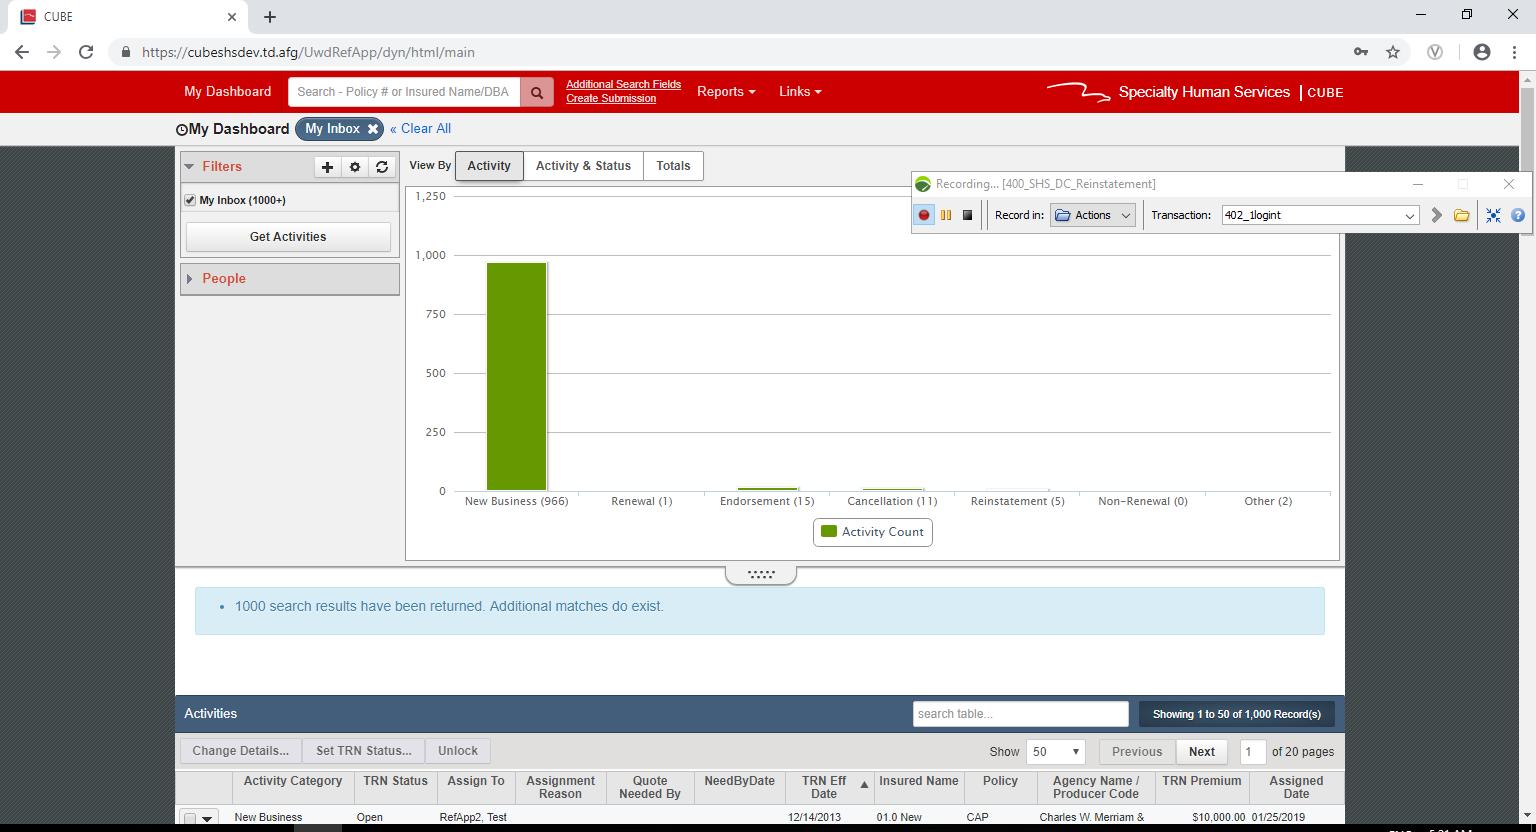 CUBE
https://cubeshsdev.td.afg/UwdRefApp/dyn/html/main
My Dashboard
Search - Policy # or Insured Name/DBA
Additional Search Fields
Create Submission
Reports
Links
Specialty Human Services | CUBE
My Dashboard
My Inbox
« Clear All
Filters
My Inbox (1000+)
Get Activities
People
View By
Activity
Activity & Status
Totals
Recording... [400_SHS_DC_Reinstatement]
Record in:
Actions
Transaction:
402_1logint
1,250
1,000
750
500
250
0
New Business (966)
Renewal (1)
Endorsement (15)
Cancellation (11)
Reinstatement (5)
Non-Renewal (0)
Other (2)
Activity Count
1000 search results have been returned. Additional matches do exist.
Activities
search table...
Showing 1 to 50 of 1,000 Record(s)
Change Details...
Set TRN Status...
Unlock
Show
50
Previous
Next
1
of 20 pages
Activity Category
TRN Status
Assign To
Assignment
Reason
Quote
Needed By
NeedByDate
TRN Eff
Date
Insured Name
Policy
Agency Name /
Producer Code
TRN Premium
Assigned
Date
New Business
Open
RefApp2, Test
12/14/2013
01.0 New
CAP
Charles W. Merriam &
$10,000.00
01/25/2019